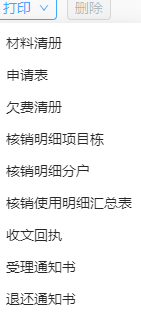 打印 删除
材料清册
申请表
欠费清册
核销明细项目栋
核销明细分户
核销使用明细汇总表
收文回执
受理通知书
退还通知书